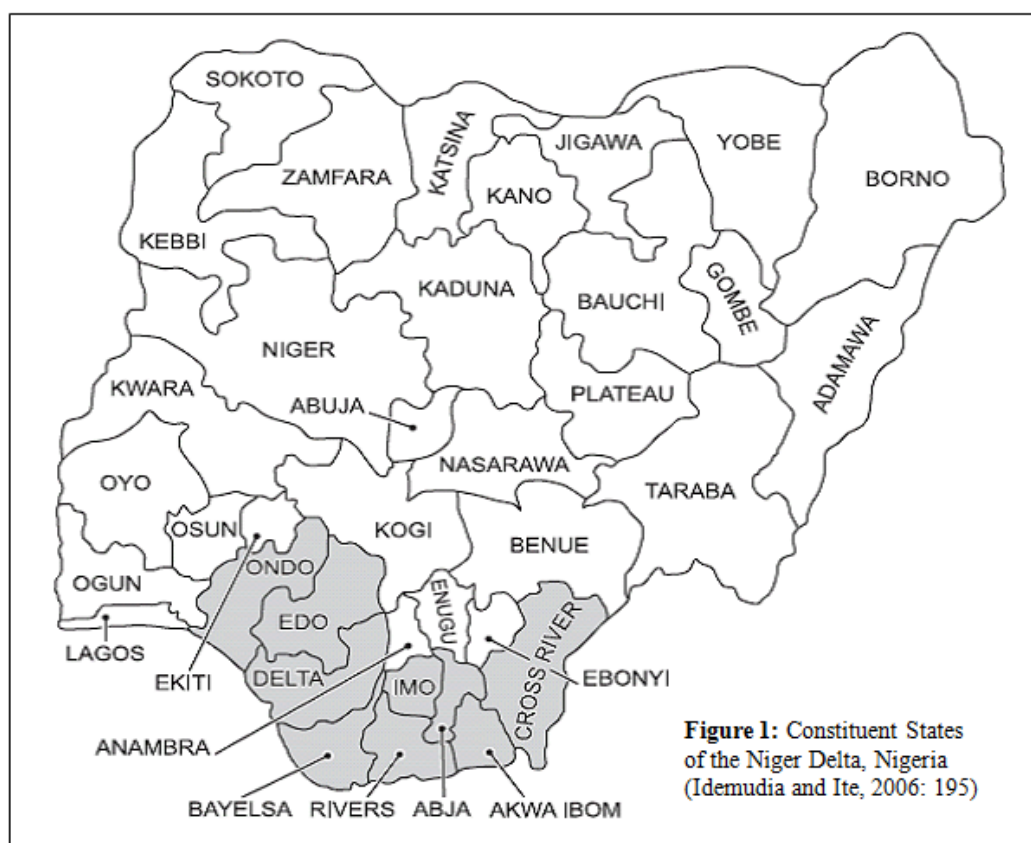 SOKOTO
KATSINA
JIGAWA
YOBE
BORNO
ZAMFARA
KANO
KEBBI
KADUNA
BAUCHI
GOMBE
ADAMAWA
NIGER
KWARA
ABUJA
PLATEAU
NASARAWA
OYO
TARABA
OSUN
KOGI
BENUE
ONDO
OGUN
ENUGU
EDO
CROSS RIVER
LAGOS
EKITI
DELTA
IMO
EBONYI
ANAMBRA
BAYELSA
RIVERS
ABJA
AKWA IBOM
Figure 1: Constituent States
of the Niger Delta, Nigeria
(Idemudia and Ite, 2006: 195)